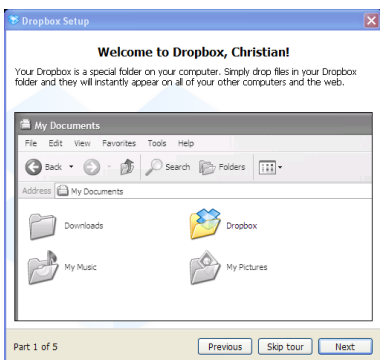 Dropbox Setup
Welcome to Dropbox, Christian!
Your Dropbox is a special folder on your computer. Simply drop files in your Dropbox
folder and they will instantly appear on all of your other computers and the web.
My Documents
File Edit View Favorites Tools Help
Back Search Folders
Address My Documents
Downloads Dropbox
My Music My Pictures
Part 1 of 5 Previous Skip tour Next